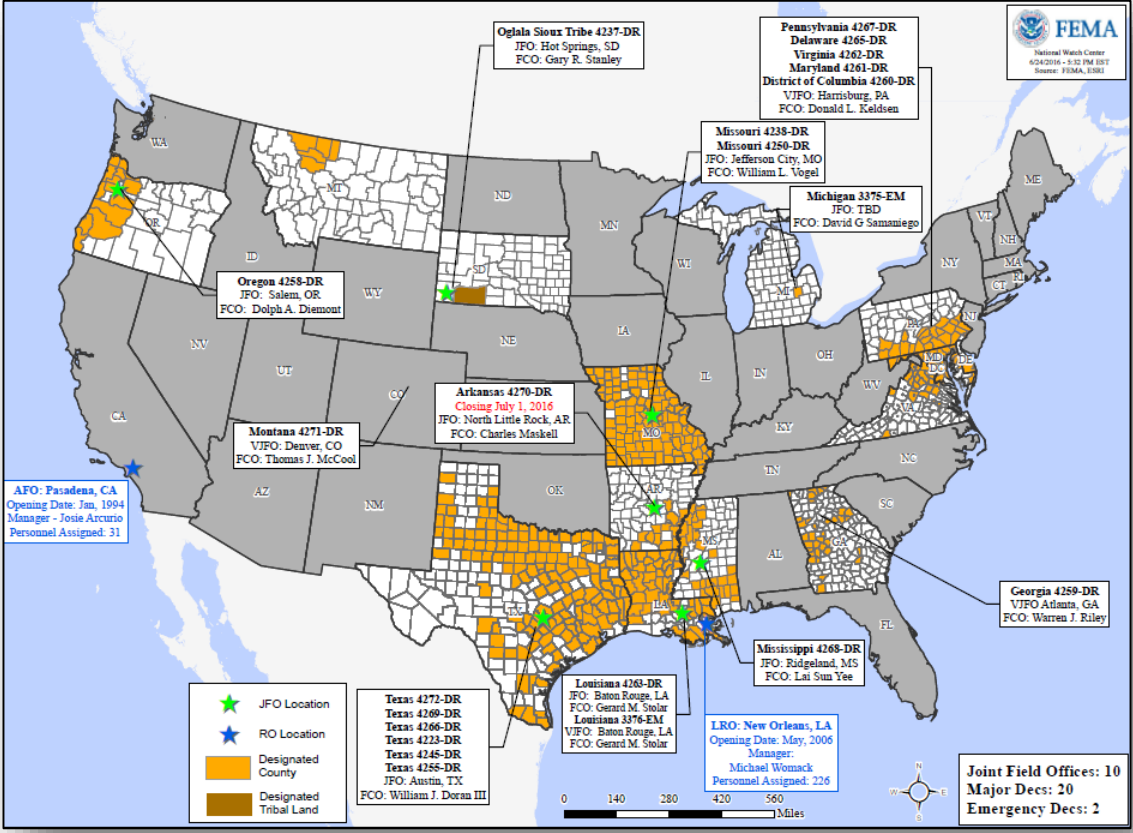 Oglala Sioux Tribe 4237-DR
JFO: Hot Springs, SD
FCO: Gary R. Stanley
Pennsylvania 4267-DR
Delaware 4265-DR
Virginia 4262-DR
Maryland 4261-DR
District of Columbia 4260-DR
VJFO: Harrisburg, PA
FCO: Donald L. Keldsen
FEMA
National Watch Center
6/24/2016 - 5:32 PM EST
Source: FEMA, ESRI
Missouri 4238-DR
Missouri 4250-DR
JFO: Jefferson City, MO
FCO: William L. Vogel
Michigan 3375-EM
JFO: TBD
FCO: David G Samaniego
WA
MT
ND
MN
ME
OR
ID
SD
WI
MI
VT
NH
NY
MA
RI
CT
Oregon 4258-DR
JFO: Salem, OR
FCO: Dolph A. Diemont
WY
NV
UT
CO
NE
IA
IL
IN
OH
PA
NJ
MD
DC
DE
WV
VA
CA
Arkansas 4270-DR
Closing July 1, 2016
JFO: North Little Rock, AR
FCO: Charles Maskell
Montana 4271-DR
VJFO: Denver, CO
FCO: Thomas J. McCool
MO
KY
AZ
NM
OK
AR
TN
NC
SC
AFO: Pasadena, CA
Opening Date: Jan, 1994
Manager - Josie Arcurio
Personnel Assigned: 31
TX
LA
MS
AL
GA
FL
Georgia 4259-DR
VJFO Atlanta, GA
FCO: Warren J. Riley
Mississippi 4268-DR
JFO: Ridgeland, MS
FCO: Lai Sun Yee
Louisiana 4263-DR
JFO: Baton Rouge, LA
FCO: Gerard M. Stolar
Louisiana 3376-EM
VJFO: Baton Rouge, LA
FCO: Gerard M. Stolar
Texas 4272-DR
Texas 4269-DR
Texas 4266-DR
Texas 4223-DR
Texas 4245-DR
Texas 4255-DR
JFO: Austin, TX
FCO: William J. Doran III
LRO: New Orleans, LA
Opening Date: May, 2006
Manager:
Michael Womack
Personnel Assigned: 226
JFO Location
RO Location
Designated
County
Designated
Tribal Land
0 140 280 420 560
Miles
N
W E
S
Joint Field Offices: 10
Major Decs: 20
Emergency Decs: 2